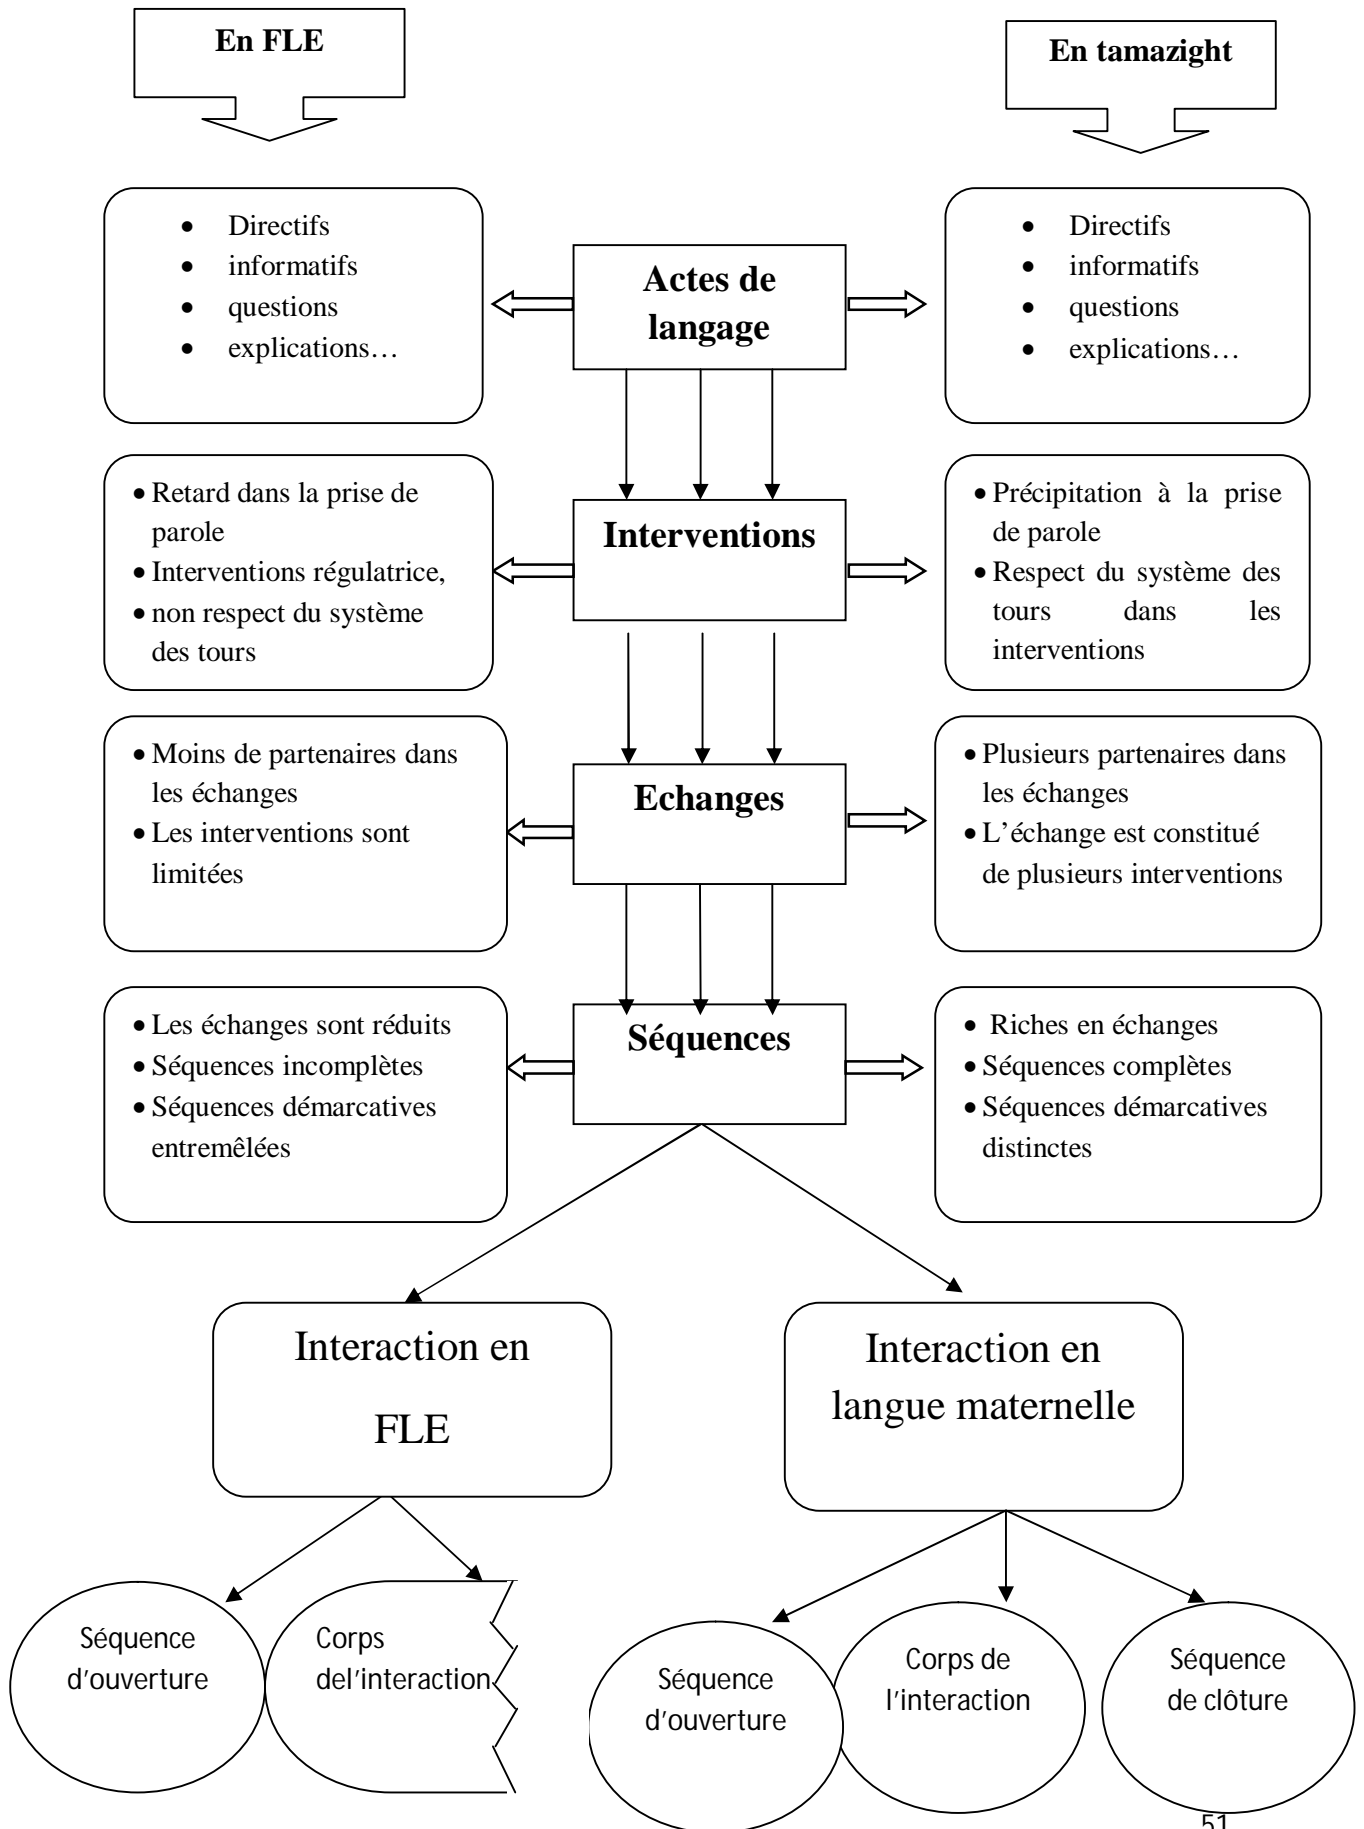 En FLE
En tamazight
• Directifs
• informatifs
• questions
• explications…
Actes de
langage
• Directifs
• informatifs
• questions
• explications…
• Retard dans la prise de
parole
• Interventions régulatrice,
• non respect du système
des tours
Interventions
• Précipitation à la prise
de parole
• Respect du système des
tours dans les
interventions
• Moins de partenaires dans
les échanges
• Les interventions sont
limitées
Echanges
• Plusieurs partenaires dans
les échanges
• L’échange est constitué
de plusieurs interventions
• Les échanges sont réduits
• Séquences incomplètes
• Séquences démarcatives
entremêlées
Séquences
• Riches en échanges
• Séquences complètes
• Séquences démarcatives
distinctes
Interaction en
FLE
Interaction en
langue maternelle
Séquence
d’ouverture
Corps
del’interaction
Séquence
d’ouverture
Corps de
l’interaction
Séquence
de clôture
51